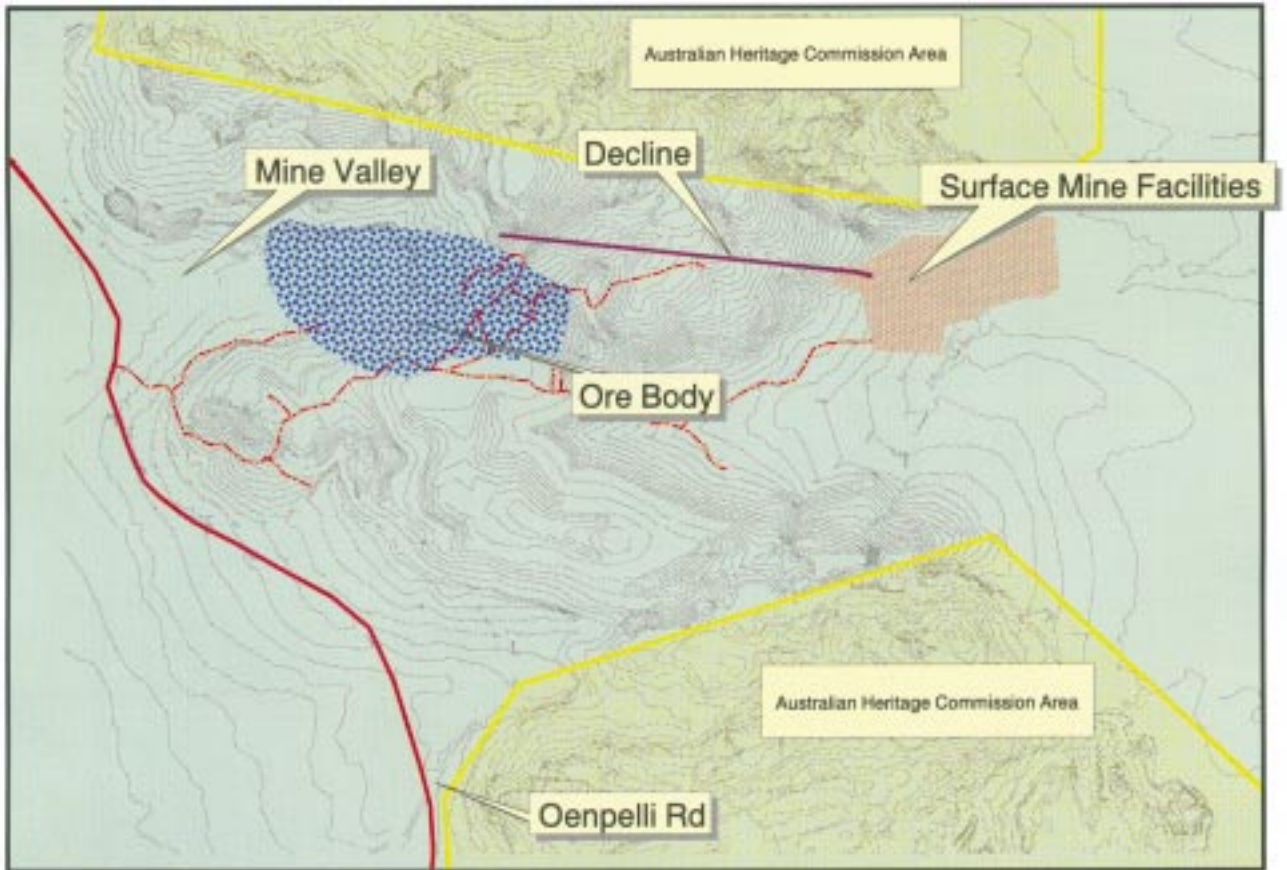 Australian Heritage Commission Area
Decline
Mine Valley
Surface Mine Facilities
Ore Body
Australian Heritage Commission Area
Oenpelli Rd